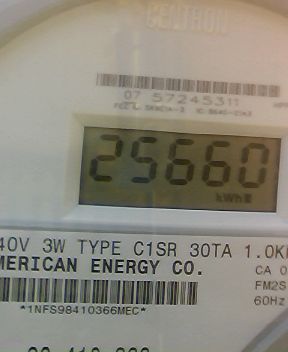 CENTRON
07 57245311
25660
kWh
40V 3W TYPE C1SR 30TA 1.0K
MERICAN ENERGY CO.
CA 0
FM2S
*1NFS98410366MEC*
60Hz